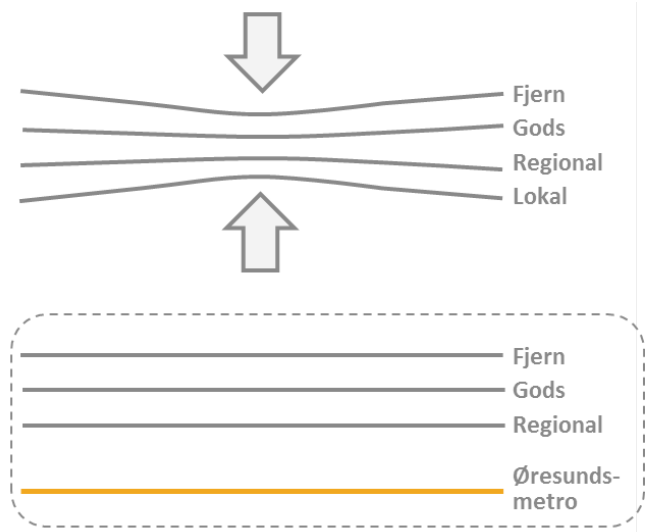 Fjern
Gods
Regional
Lokal
Fjern
Gods
Regional
Øresunds-
metro